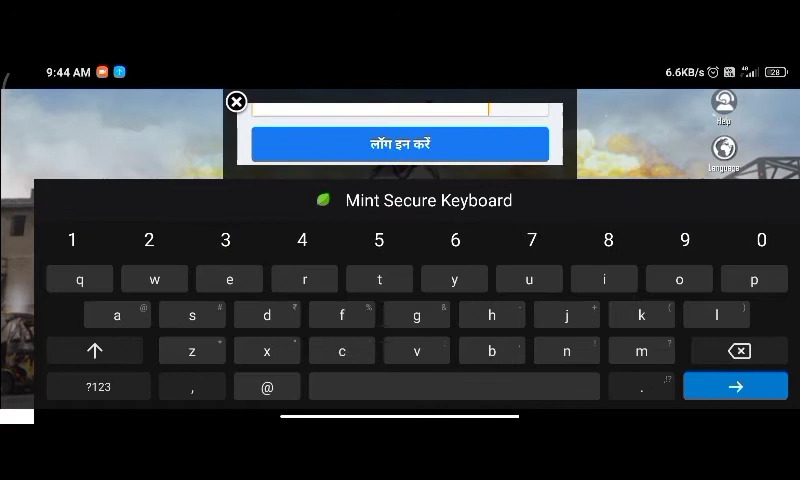 9:44 AM 6.6KB/s 4G 28
Help
लॉग इन करें
Language
Mint Secure Keyboard
1 2 3 4 5 6 7 8 9 0
q w e r t y u i o p
@ # ₹ % & - + ( )
a s d f g h j k l
z x c v b n m
?123 , @ . ,!?